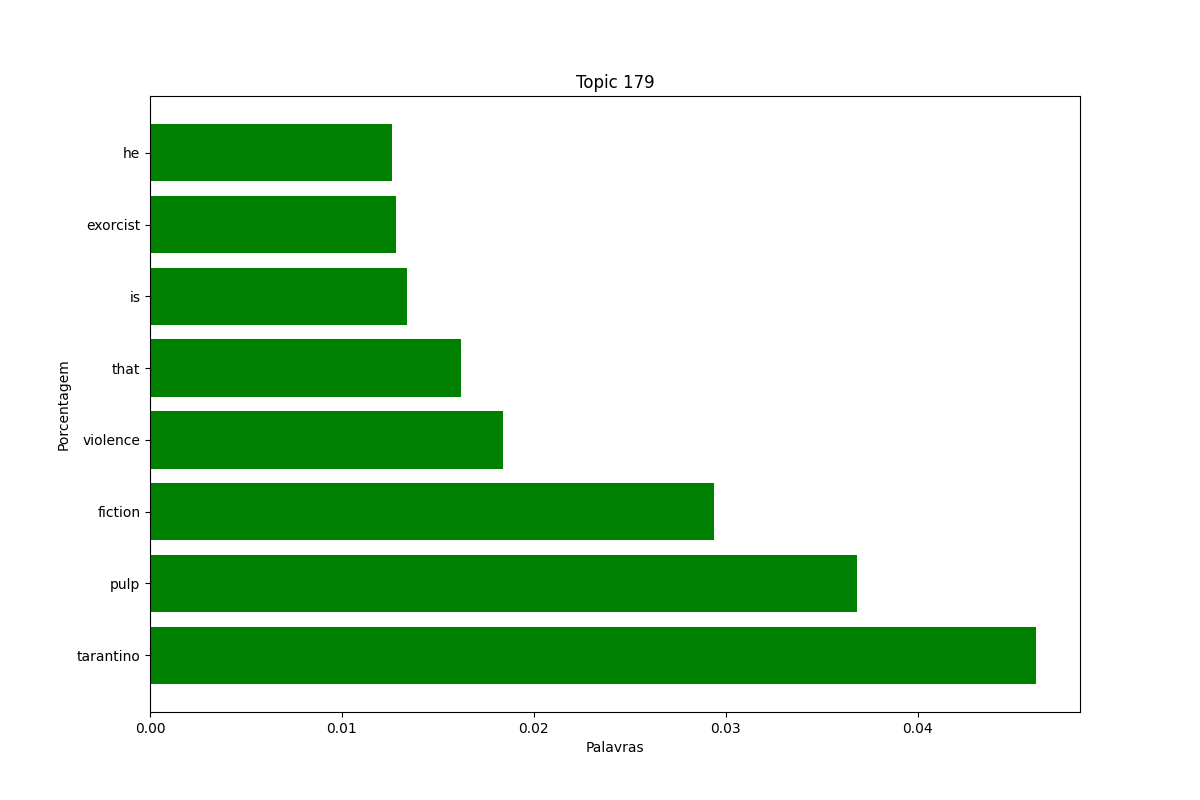 Topic 179
he
exorcist
is
that
violence
fiction
pulp
tarantino
Porcentagem
0.00 0.01 0.02 0.03 0.04
Palavras